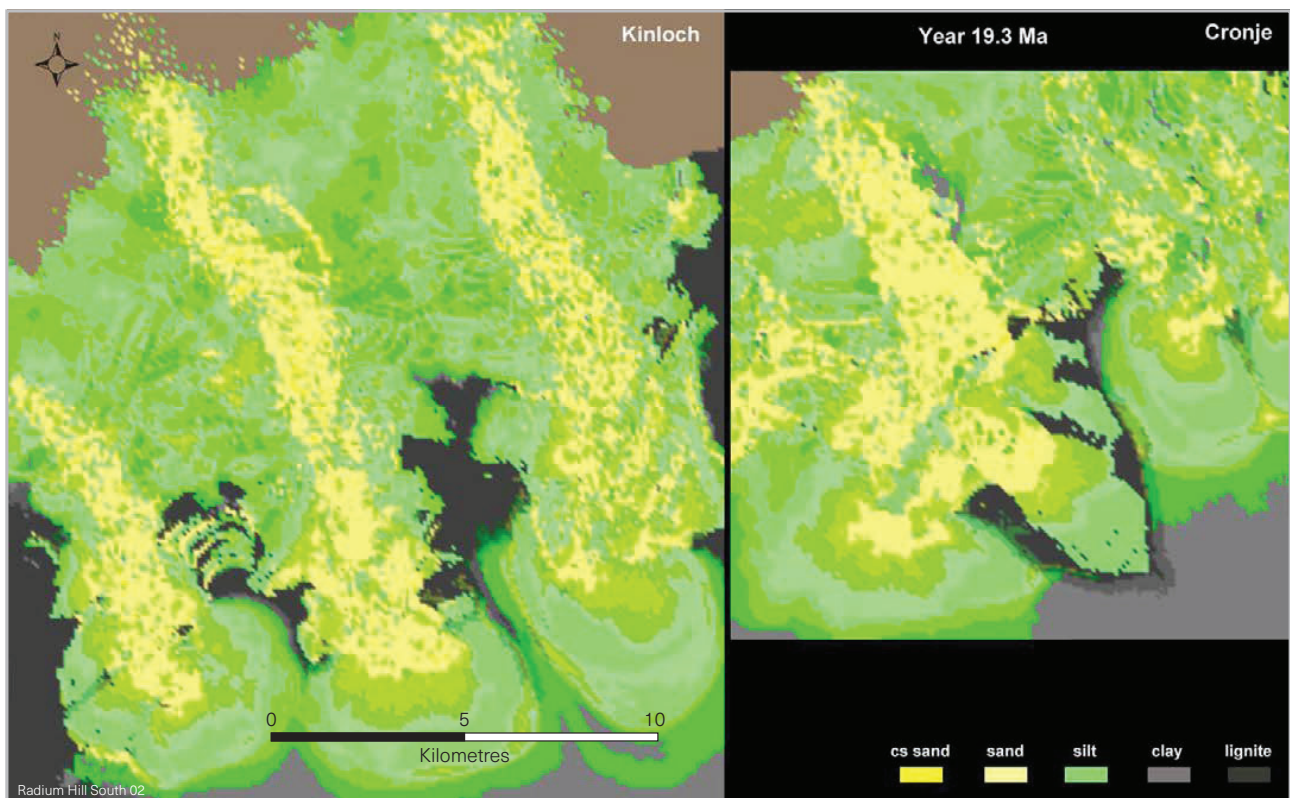 N
Kinloch
Year 19.3 Ma
Cronje
0 5 10
Kilometres
cs sand sand silt clay lignite
Radium Hill South 02